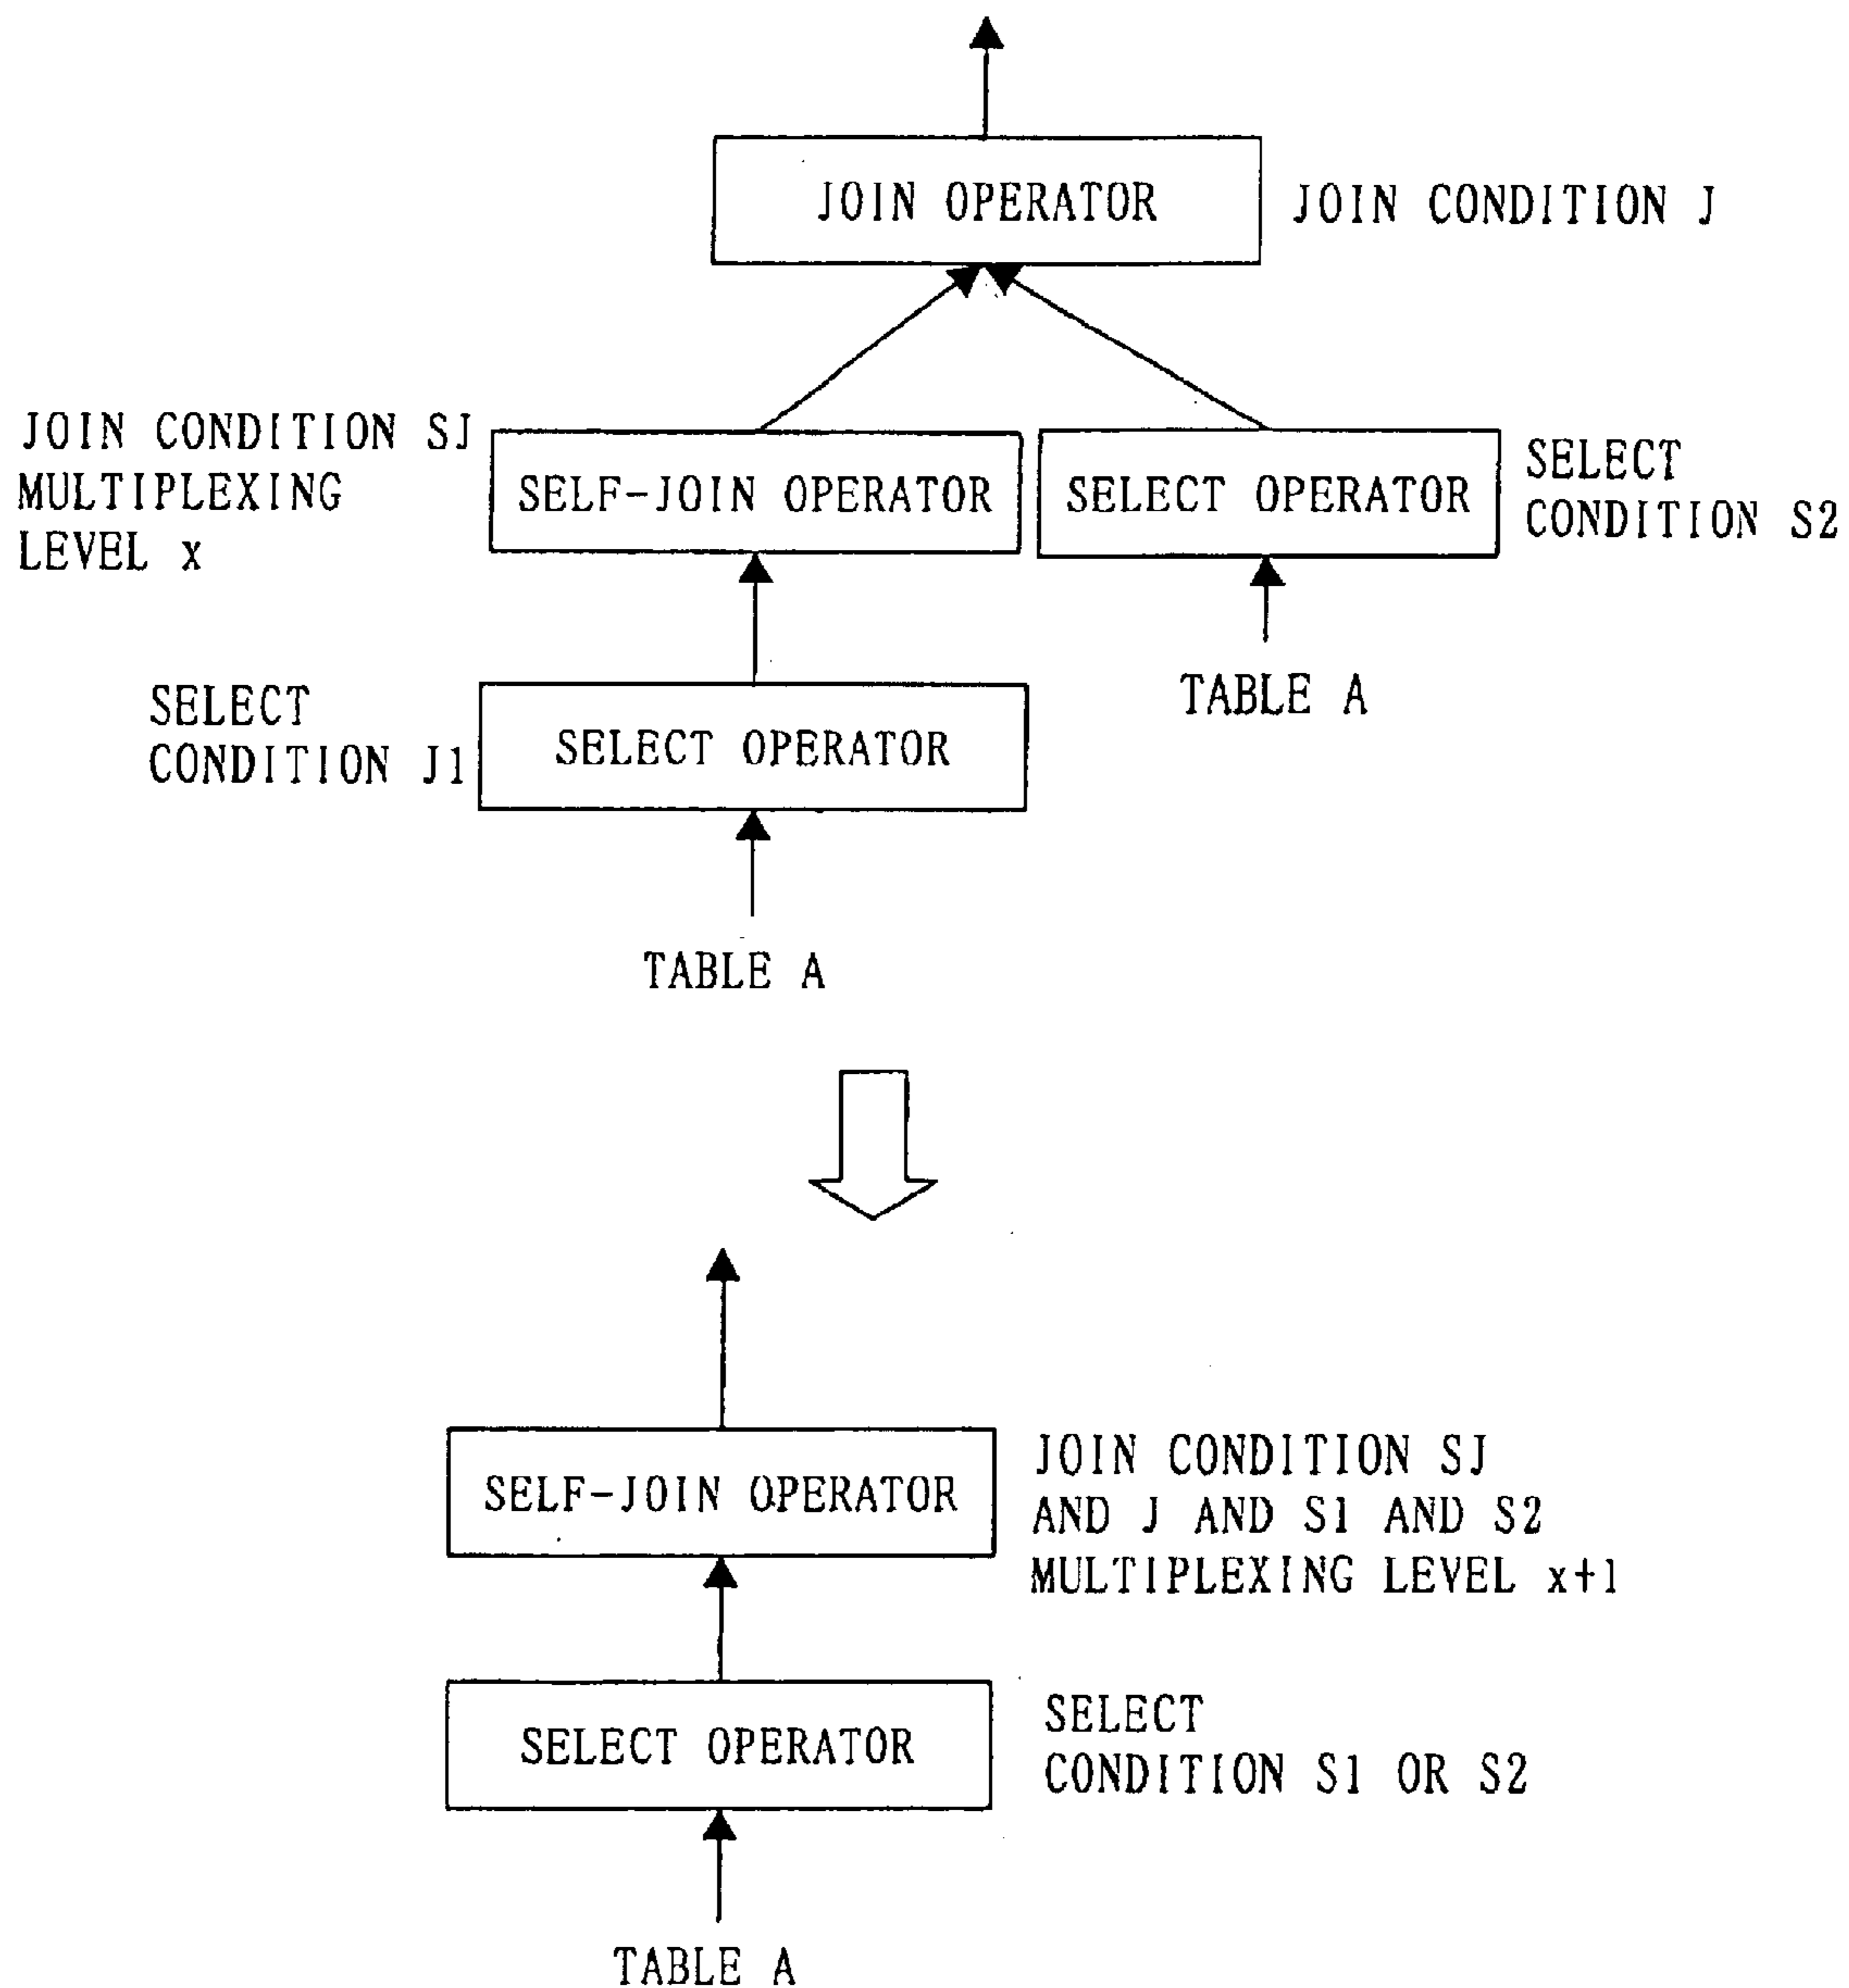 JOIN OPERATOR
JOIN CONDITION J
JOIN CONDITION SJ
MULTIPLEXING
LEVEL x
SELF-JOIN OPERATOR
SELECT OPERATOR
SELECT
CONDITION S2
TABLE A
SELECT
CONDITION J1
SELECT OPERATOR
TABLE A
SELF-JOIN OPERATOR
JOIN CONDITION SJ
AND J AND S1 AND S2
MULTIPLEXING LEVEL x+1
SELECT OPERATOR
SELECT
CONDITION S1 OR S2
TABLE A